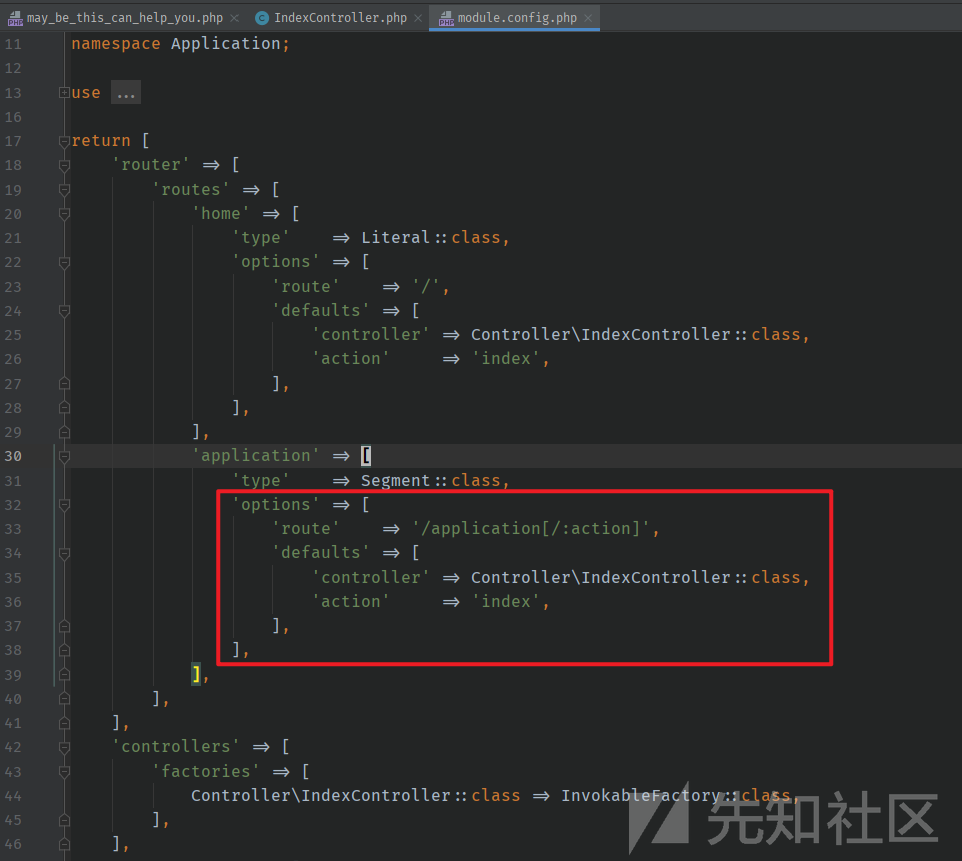 may_be_this_can_help_you.php × IndexController.php × module.config.php ×
11 namespace Application;
12
13 use ...
16
17 return [
18     'router' => [
19         'routes' => [
20             'home' => [
21                 'type'    => Literal::class,
22                 'options' => [
23                     'route'    => '/',
24                     'defaults' => [
25                         'controller' => Controller\IndexController::class,
26                         'action'     => 'index',
27                     ],
28                 ],
29             ],
30             'application' => [
31                 'type'    => Segment::class,
32                 'options' => [
33                     'route'    => '/application[/:action]',
34                     'defaults' => [
35                         'controller' => Controller\IndexController::class,
36                         'action'     => 'index',
37                     ],
38                 ],
39             ],
40         ],
41     ],
42     'controllers' => [
43         'factories' => [
44             Controller\IndexController::class => InvokableFactory::class,
45         ],
46     ],
先知社区